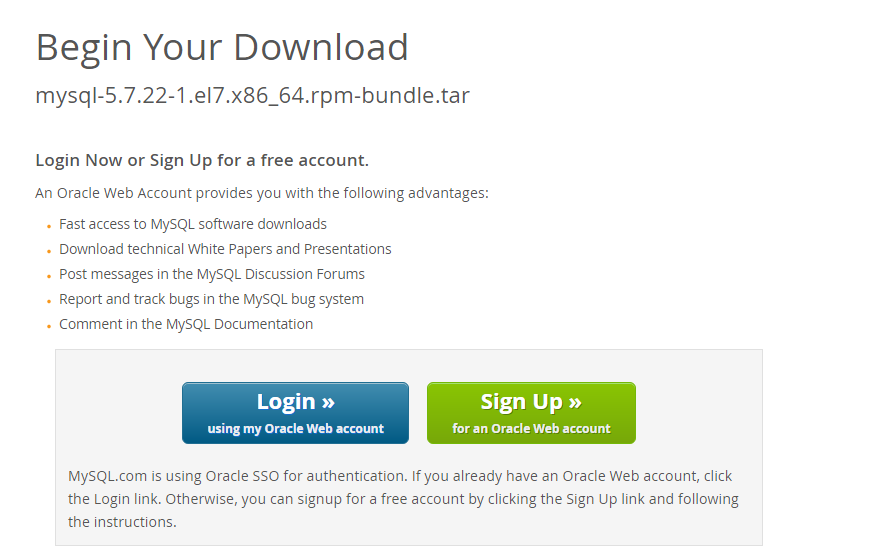 Begin Your Download
mysql-5.7.22-1.el7.x86_64.rpm-bundle.tar
Login Now or Sign Up for a free account.
An Oracle Web Account provides you with the following advantages:
• Fast access to MySQL software downloads
• Download technical White Papers and Presentations
• Post messages in the MySQL Discussion Forums
• Report and track bugs in the MySQL bug system
• Comment in the MySQL Documentation
Login »
using my Oracle Web account
Sign Up »
for an Oracle Web account
MySQL.com is using Oracle SSO for authentication. If you already have an Oracle Web account, click
the Login link. Otherwise, you can signup for a free account by clicking the Sign Up link and following
the instructions.